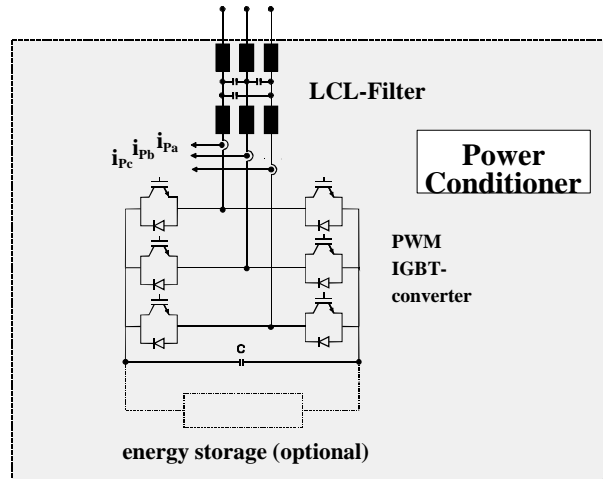 LCL-Filter
iPa
iPb
iPc
Power
Conditioner
PWM
IGBT-
converter
C
energy storage (optional)